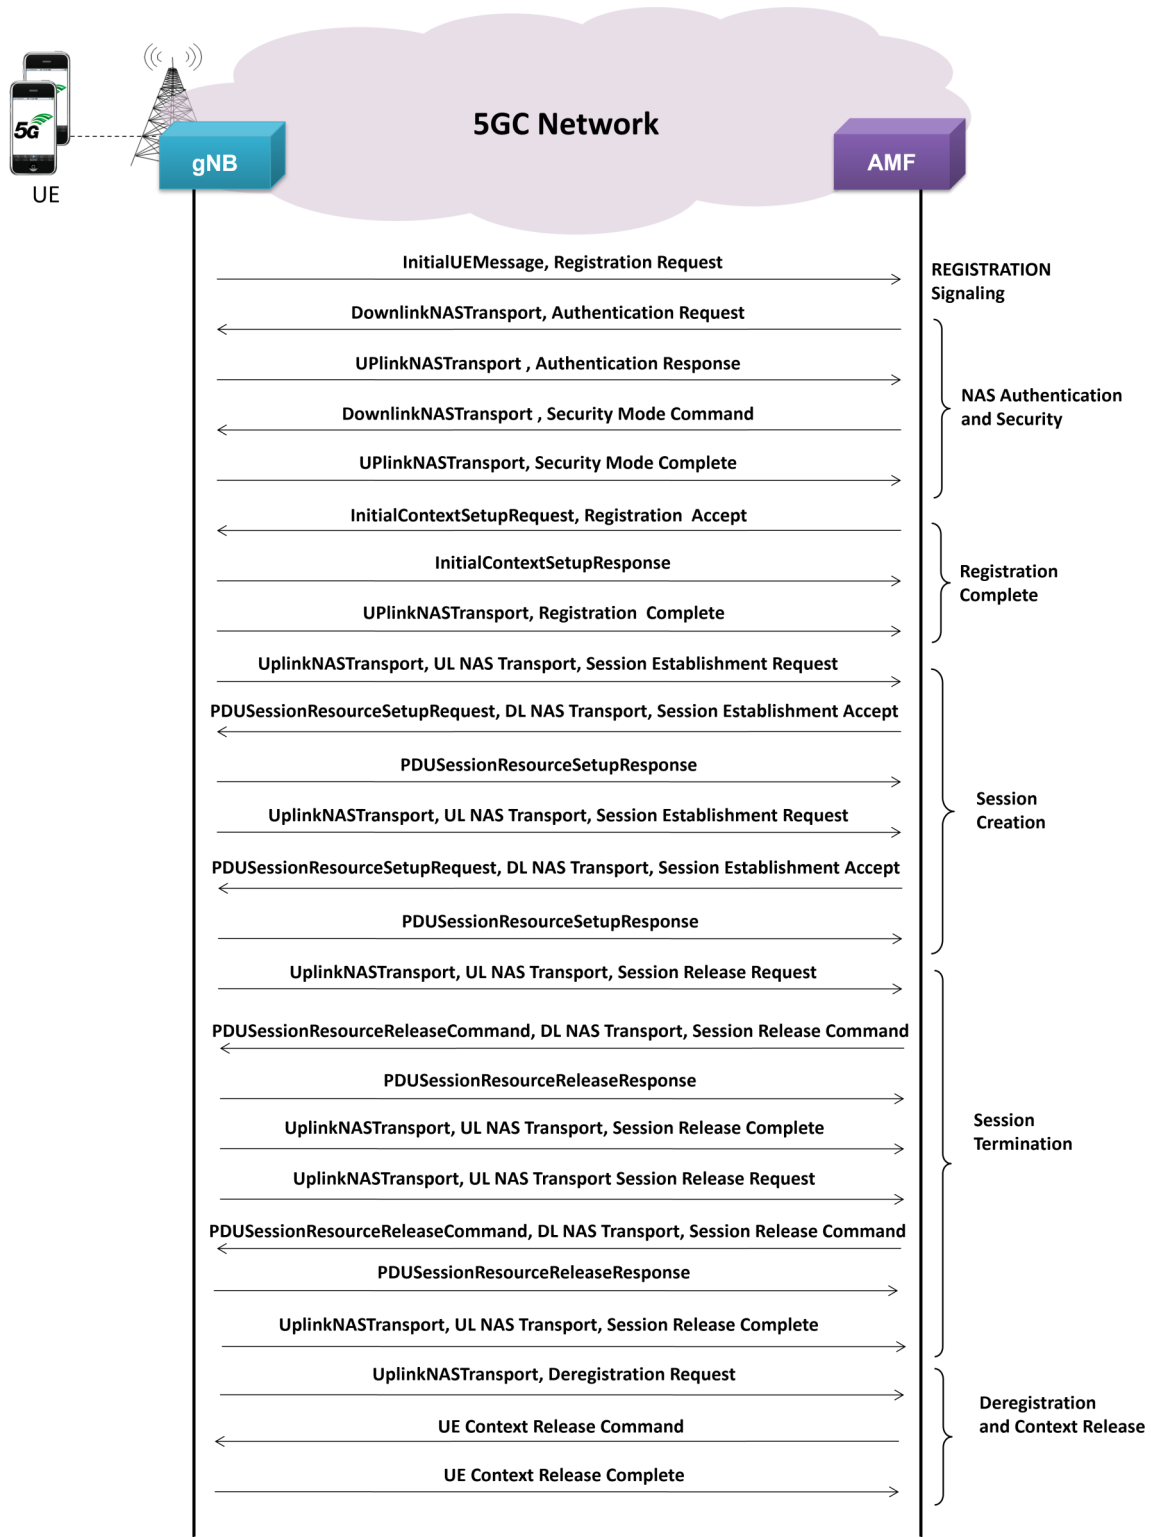 5GC Network
5G
gNB
AMF
UE
InitialUEMessage, Registration Request
REGISTRATION
Signaling
DownlinkNASTransport, Authentication Request
UPlinkNASTransport , Authentication Response
NAS Authentication
and Security
DownlinkNASTransport , Security Mode Command
UPlinkNASTransport, Security Mode Complete
InitialContextSetupRequest, Registration Accept
InitialContextSetupResponse
Registration
Complete
UPlinkNASTransport, Registration Complete
UplinkNASTransport, UL NAS Transport, Session Establishment Request
PDUSessionResourceSetupRequest, DL NAS Transport, Session Establishment Accept
PDUSessionResourceSetupResponse
Session
Creation
UplinkNASTransport, UL NAS Transport, Session Establishment Request
PDUSessionResourceSetupRequest, DL NAS Transport, Session Establishment Accept
PDUSessionResourceSetupResponse
UplinkNASTransport, UL NAS Transport, Session Release Request
PDUSessionResourceReleaseCommand, DL NAS Transport, Session Release Command
PDUSessionResourceReleaseResponse
Session
Termination
UplinkNASTransport, UL NAS Transport, Session Release Complete
UplinkNASTransport, UL NAS Transport Session Release Request
PDUSessionResourceReleaseCommand, DL NAS Transport, Session Release Command
PDUSessionResourceReleaseResponse
UplinkNASTransport, UL NAS Transport, Session Release Complete
UplinkNASTransport, Deregistration Request
Deregistration
and Context Release
UE Context Release Command
UE Context Release Complete